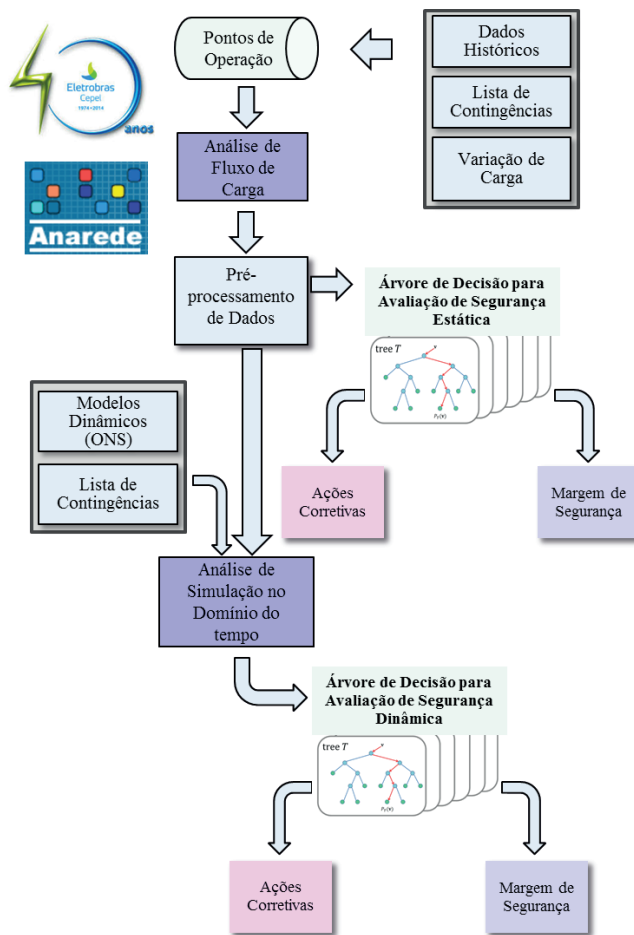 Pontos de
Operação
Dados
Históricos
Lista de
Contingências
Variação de
Carga
Eletrobras
Cepel
1974 • 2014
anos
Análise de
Fluxo de
Carga
Anarede
Pré-
processamento
de Dados
Árvore de Decisão para
Avaliação de Segurança
Estática
tree T
v
P_T(v)
Ações
Corretivas
Margem de
Segurança
Modelos
Dinâmicos
(ONS)
Lista de
Contingências
Análise de
Simulação no
Domínio do
tempo
Árvore de Decisão para
Avaliação de Segurança
Dinâmica
tree T
v
Ações
Corretivas
Margem de
Segurança